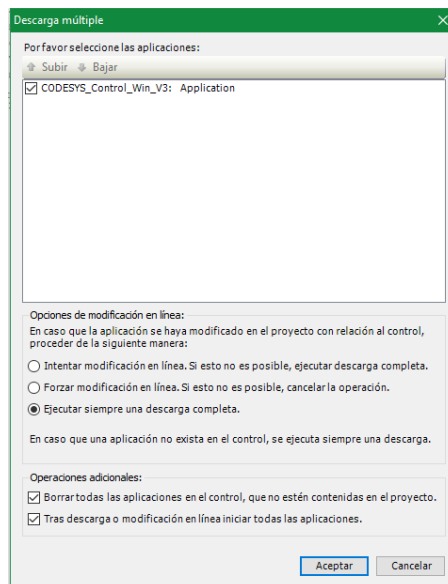 Descarga múltiple
Por favor seleccione las aplicaciones:
Subir Bajar
CODESYS_Control_Win_V3: Application
Opciones de modificación en línea:
En caso que la aplicación se haya modificado en el proyecto con relación al control,
proceder de la siguiente manera:
Intentar modificación en línea. Si esto no es posible, ejecutar descarga completa.
Forzar modificación en línea. Si esto no es posible, cancelar la operación.
Ejecutar siempre una descarga completa.
En caso que una aplicación no exista en el control, se ejecuta siempre una descarga.
Operaciones adicionales:
Borrar todas las aplicaciones en el control, que no estén contenidas en el proyecto.
Tras descarga o modificación en línea iniciar todas las aplicaciones.
Aceptar Cancelar